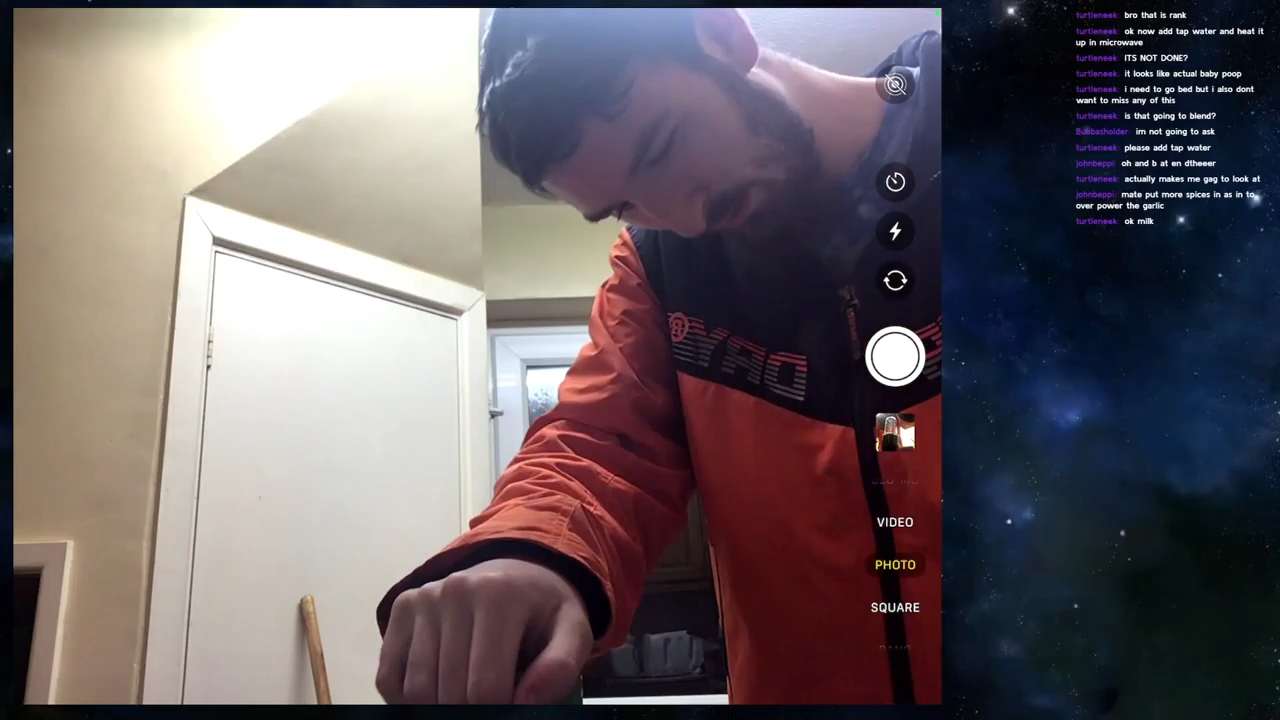 turtleneek: bro that is rank
turtleneek: ok now add tap water and heat it
up in microwave
turtleneek: ITS NOT DONE?
turtleneek: it looks like actual baby poop
turtleneek: i need to go bed but i also dont
want to miss any of this
turtleneek: is that going to blend?
Bubbasholder: im not going to ask
turtleneek: please add tap water
johnbeppi: oh and b at en dtheeer
turtleneek: actually makes me gag to look at
johnbeppi: mate put more spices in as in to
over power the garlic
turtleneek: ok milk
VIDEO
PHOTO
SQUARE